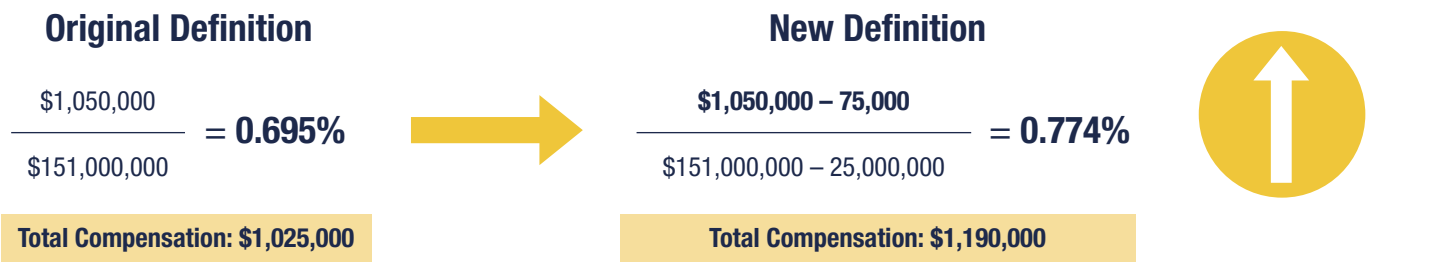 Original Definition
$1,050,000
$151,000,000
= 0.695%
Total Compensation: $1,025,000
New Definition
$1,050,000 – 75,000
$151,000,000 – 25,000,000
= 0.774%
Total Compensation: $1,190,000